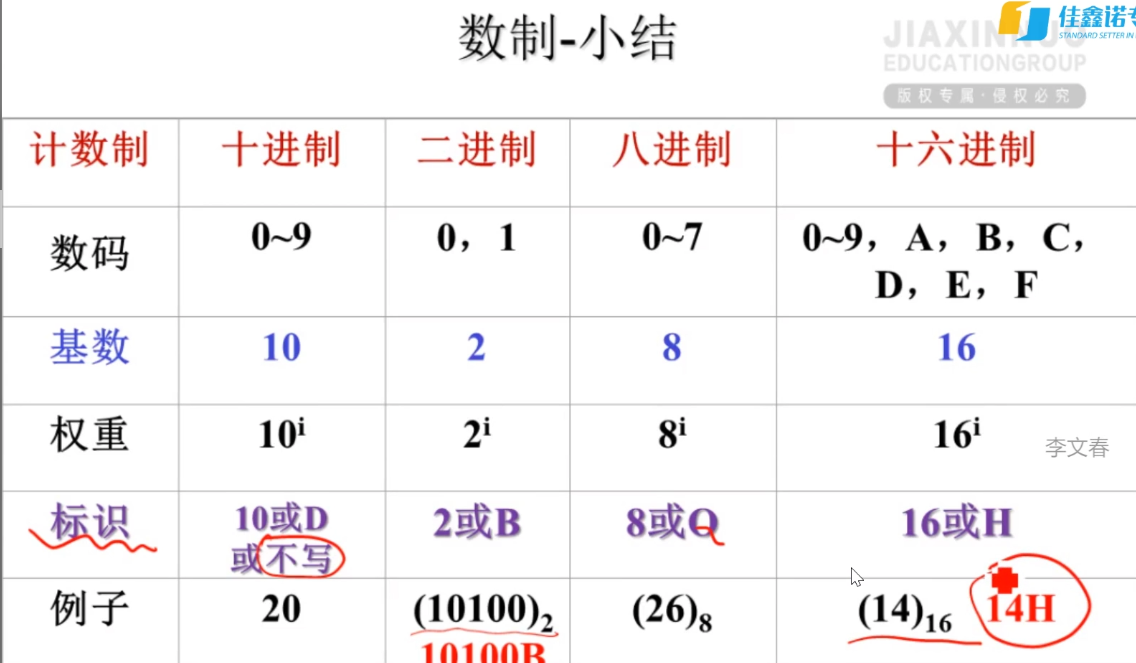 数制-小结
佳鑫诺
STANDARD SETTER IN
JIAXINNUO
EDUCATIONGROUP
版权专属·侵权必究
计数制 十进制 二进制 八进制 十六进制
数码 0~9 0，1 0~7 0~9，A，B，C，
D，E，F
基数 10 2 8 16
权重 10ⁱ 2ⁱ 8ⁱ 16ⁱ
李文春
标识 10或D 2或B 8或Q 16或H
或不写
例子 20 (10100)₂ (26)₈ (14)₁₆ 14H
10100B